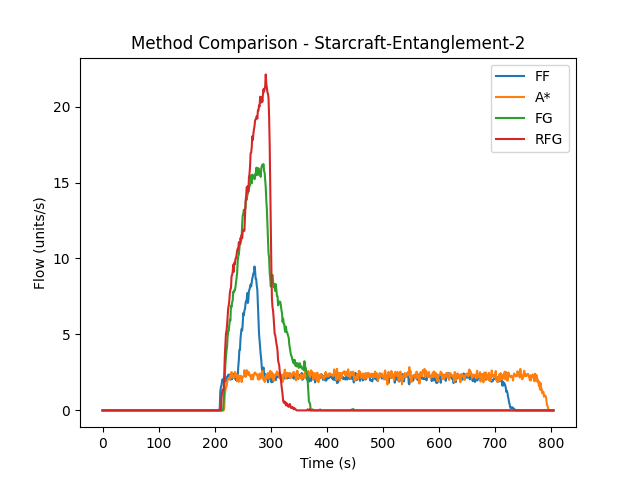 Method Comparison - Starcraft-Entanglement-2
FF
A*
FG
RFG
Flow (units/s)
20
15
10
5
0
0 100 200 300 400 500 600 700 800
Time (s)